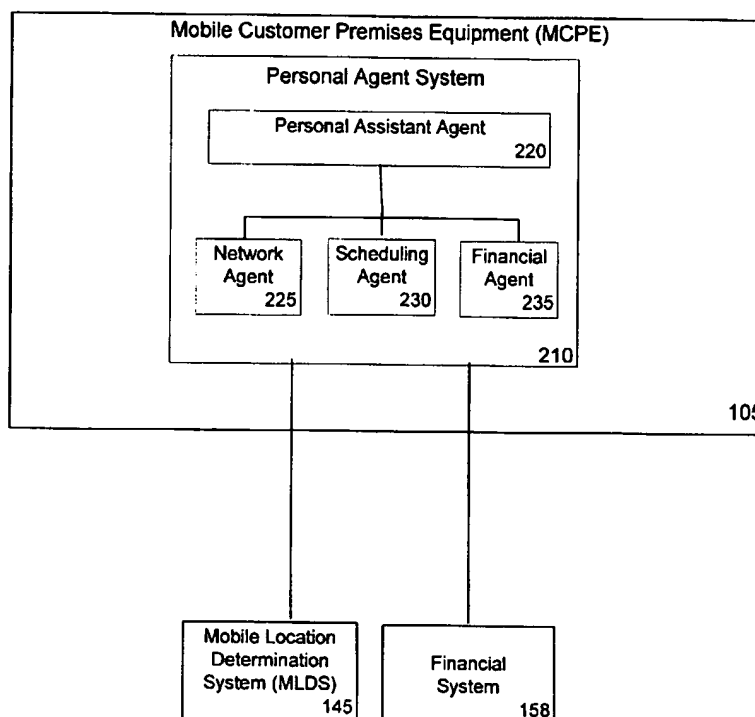 Mobile Customer Premises Equipment (MCPE)
Personal Agent System
Personal Assistant Agent
220
Network
Agent
225
Scheduling
Agent
230
Financial
Agent
235
210
105
Mobile Location
Determination
System (MLDS)
145
Financial
System
158